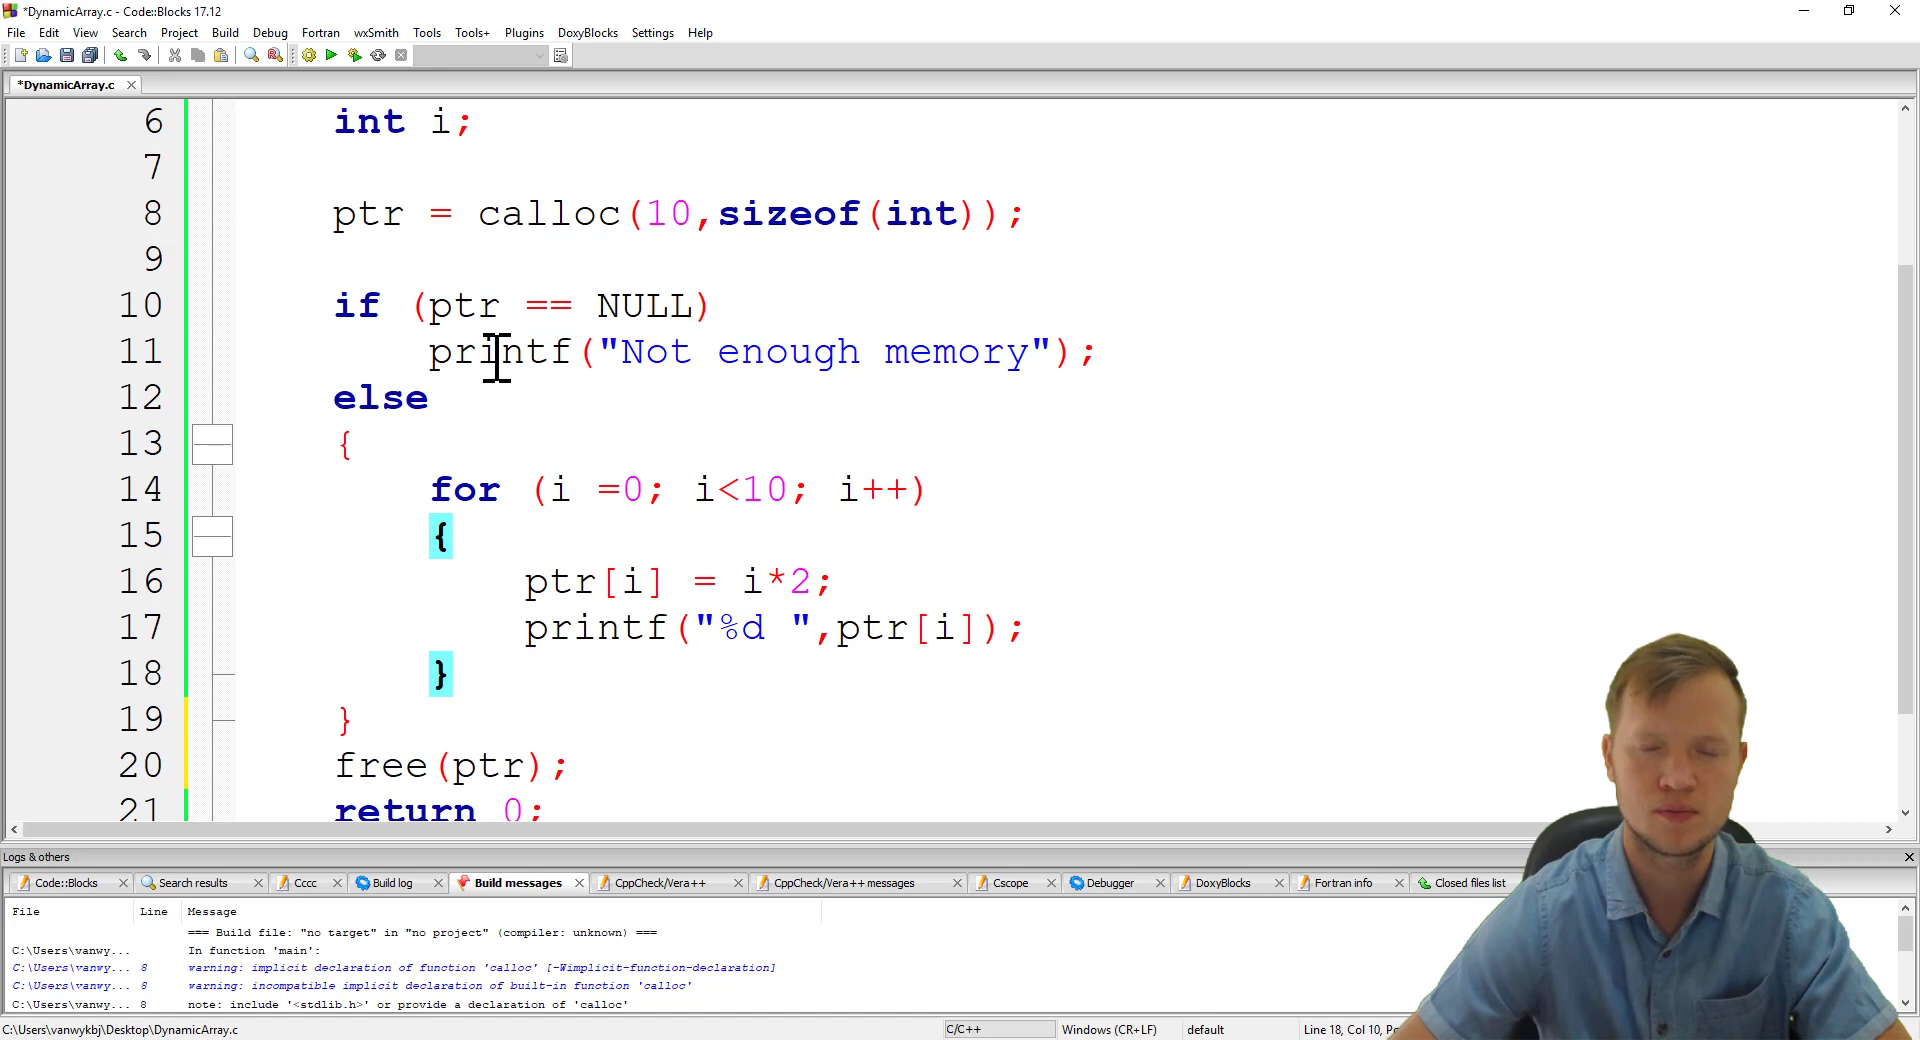 *DynamicArray.c - Code::Blocks 17.12
File Edit View Search Project Build Debug Fortran wxSmith Tools Tools+ Plugins DoxyBlocks Settings Help
*DynamicArray.c
6 int i;
7
8 ptr = calloc(10,sizeof(int));
9
10 if (ptr == NULL)
11 printf("Not enough memory");
12 else
13 {
14 for (i =0; i<10; i++)
15 {
16 ptr[i] = i*2;
17 printf("%d ",ptr[i]);
18 }
19 }
20 free(ptr);
21 return 0;
Logs & others
Code::Blocks Search results Cccc Build log Build messages CppCheck/Vera++ CppCheck/Vera++ messages Cscope Debugger DoxyBlocks Fortran info Closed files list
File Line Message
=== Build file: "no target" in "no project" (compiler: unknown) ===
C:\Users\vanwy... In function 'main':
C:\Users\vanwy... 8 warning: implicit declaration of function 'calloc' [-Wimplicit-function-declaration]
C:\Users\vanwy... 8 warning: incompatible implicit declaration of built-in function 'calloc'
C:\Users\vanwy... 8 note: include '<stdlib.h>' or provide a declaration of 'calloc'
C:\Users\vanwykbj\Desktop\DynamicArray.c C/C++ Windows (CR+LF) default Line 18, Col 10,